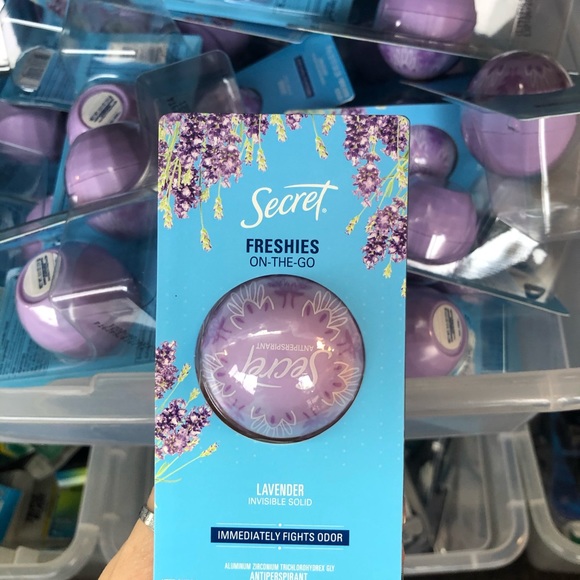 Secret®
FRESHIES
ON-THE-GO
Secret
ANTIPERSPIRANT
LAVENDER
INVISIBLE SOLID
IMMEDIATELY FIGHTS ODOR
ALUMINUM ZIRCONIUM TRICHLOROHYDREX GLY
ANTIPERSPIRANT